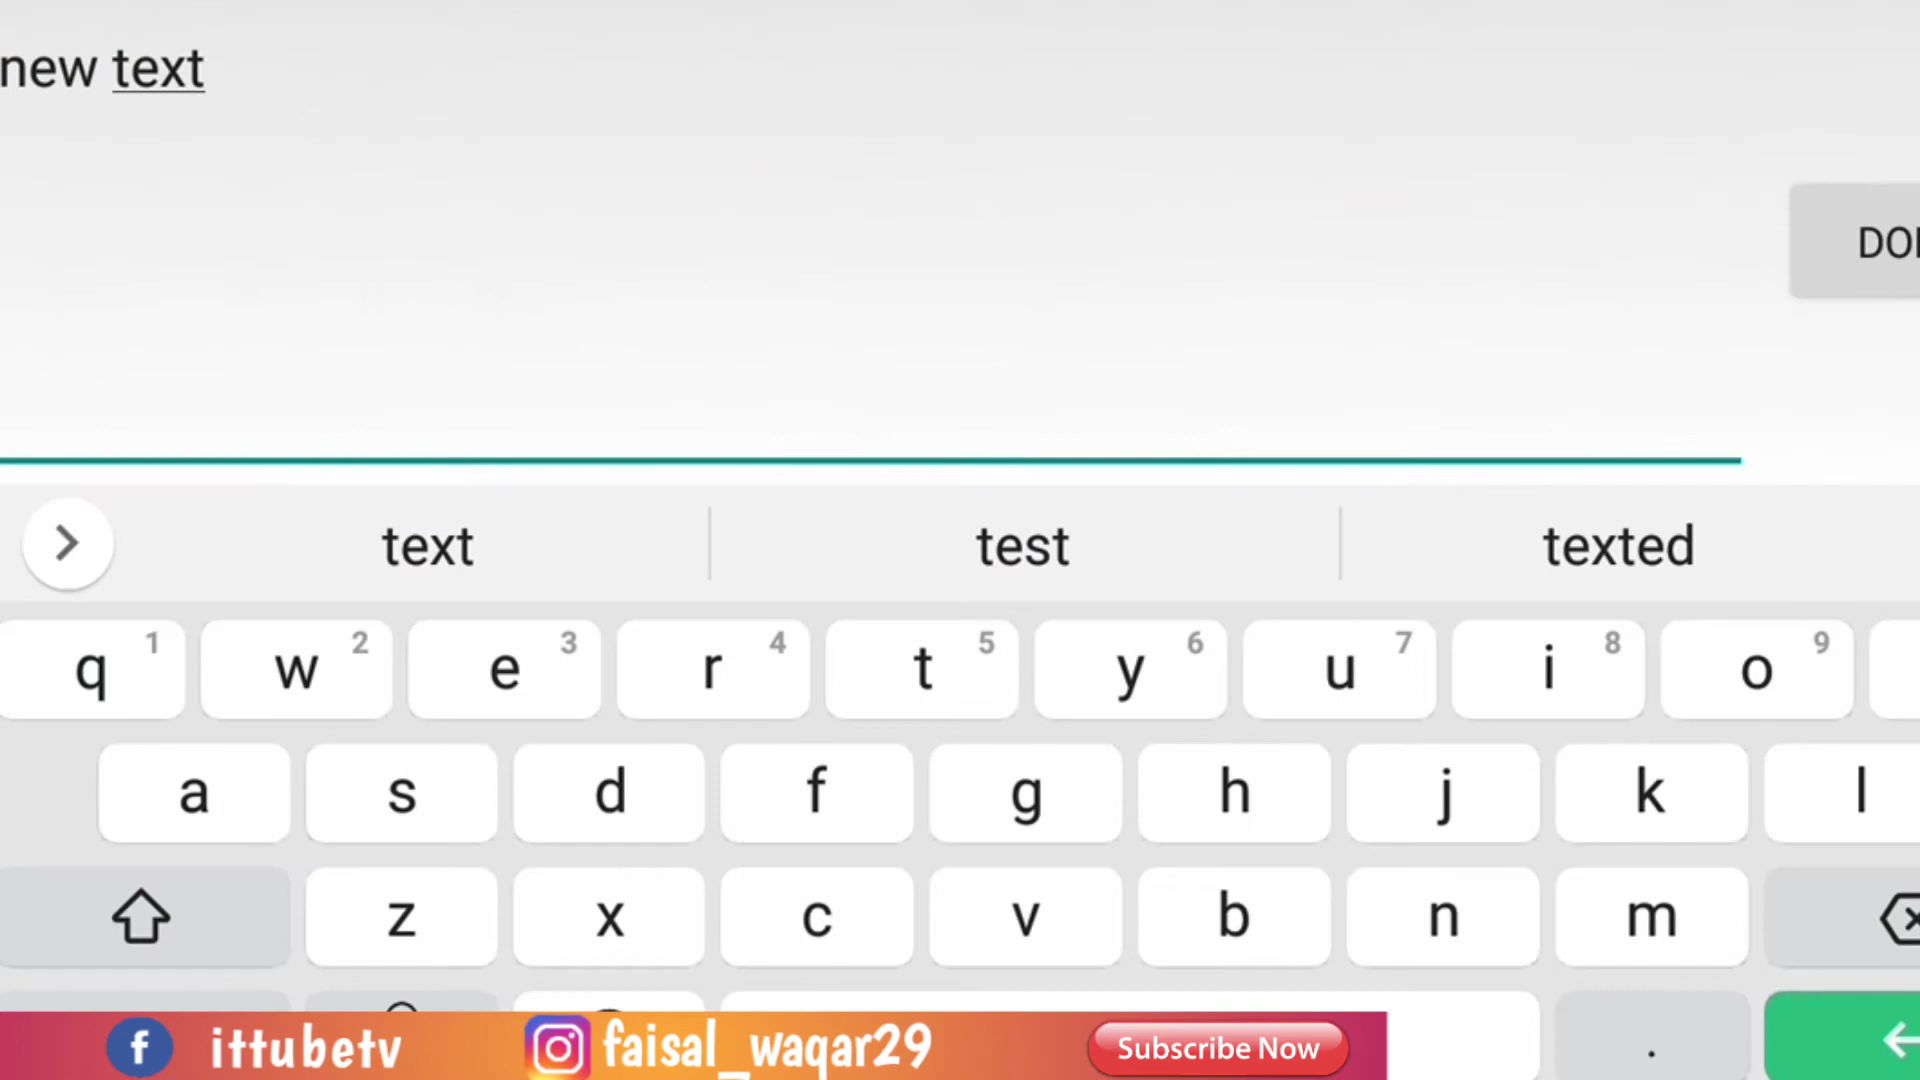 new text
DO
text test texted
q 1 w 2 e 3 r 4 t 5 y 6 u 7 i 8 o 9
a s d f g h j k l
z x c v b n m
.
f ittubetv faisal_waqar29 Subscribe Now